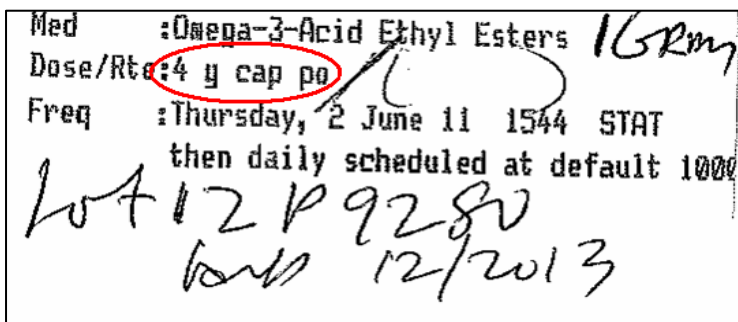 Med :Omega-3-Acid Ethyl Esters 1GRm
Dose/Rte:4 y cap po
Freq :Thursday, 2 June 11 1544 STAT
then daily scheduled at default 1000
Lot 12P9280
12/2013